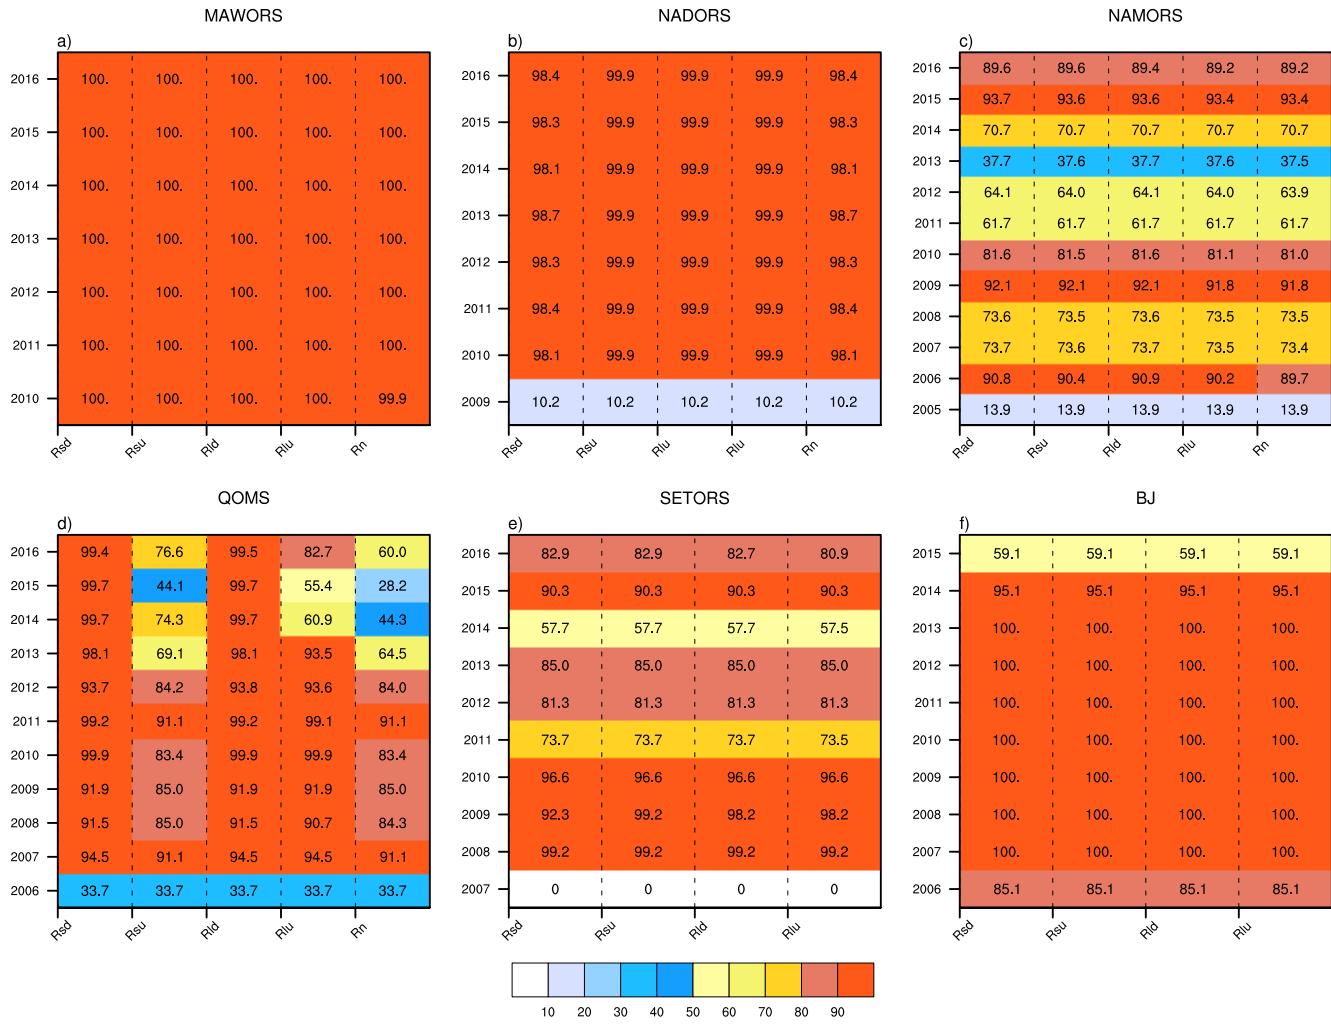 MAWORS
NADORS
NAMORS
a)
b)
c)
2016 100. 100. 100. 100. 100.
2015 100. 100. 100. 100. 100.
2014 100. 100. 100. 100. 100.
2013 100. 100. 100. 100. 100.
2012 100. 100. 100. 100. 100.
2011 100. 100. 100. 100. 100.
2010 100. 100. 100. 100. 99.9
Rsd Rsu Rld Rlu Rn
2016 98.4 99.9 99.9 99.9 98.4
2015 98.3 99.9 99.9 99.9 98.3
2014 98.1 99.9 99.9 99.9 98.1
2013 98.7 99.9 99.9 99.9 98.7
2012 98.3 99.9 99.9 99.9 98.3
2011 98.4 99.9 99.9 99.9 98.4
2010 98.1 99.9 99.9 99.9 98.1
2009 10.2 10.2 10.2 10.2 10.2
Rsd Rsu Rlu Rlu Rn
2016 89.6 89.6 89.4 89.2 89.2
2015 93.7 93.6 93.6 93.4 93.4
2014 70.7 70.7 70.7 70.7 70.7
2013 37.7 37.6 37.7 37.6 37.5
2012 64.1 64.0 64.1 64.0 63.9
2011 61.7 61.7 61.7 61.7 61.7
2010 81.6 81.5 81.6 81.1 81.0
2009 92.1 92.1 92.1 91.8 91.8
2008 73.6 73.5 73.6 73.5 73.5
2007 73.7 73.6 73.7 73.5 73.4
2006 90.8 90.4 90.9 90.2 89.7
2005 13.9 13.9 13.9 13.9 13.9
Rad Rsu Rld Rlu Rn
QOMS
SETORS
BJ
d)
e)
f)
2016 99.4 76.6 99.5 82.7 60.0
2015 99.7 44.1 99.7 55.4 28.2
2014 99.7 74.3 99.7 60.9 44.3
2013 98.1 69.1 98.1 93.5 64.5
2012 93.7 84.2 93.8 93.6 84.0
2011 99.2 91.1 99.2 99.1 91.1
2010 99.9 83.4 99.9 99.9 83.4
2009 91.9 85.0 91.9 91.9 85.0
2008 91.5 85.0 91.5 90.7 84.3
2007 94.5 91.1 94.5 94.5 91.1
2006 33.7 33.7 33.7 33.7 33.7
Rsd Rsu Rld Rlu Rn
2016 82.9 82.9 82.7 80.9
2015 90.3 90.3 90.3 90.3
2014 57.7 57.7 57.7 57.5
2013 85.0 85.0 85.0 85.0
2012 81.3 81.3 81.3 81.3
2011 73.7 73.7 73.7 73.5
2010 96.6 96.6 96.6 96.6
2009 92.3 99.2 98.2 98.2
2008 99.2 99.2 99.2 99.2
2007 0 0 0 0
Rsd Rsu Rld Rlu
2015 59.1 59.1 59.1 59.1
2014 95.1 95.1 95.1 95.1
2013 100. 100. 100. 100.
2012 100. 100. 100. 100.
2011 100. 100. 100. 100.
2010 100. 100. 100. 100.
2009 100. 100. 100. 100.
2008 100. 100. 100. 100.
2007 100. 100. 100. 100.
2006 85.1 85.1 85.1 85.1
Rsd Rsu Rld Rlu
10 20 30 40 50 60 70 80 90